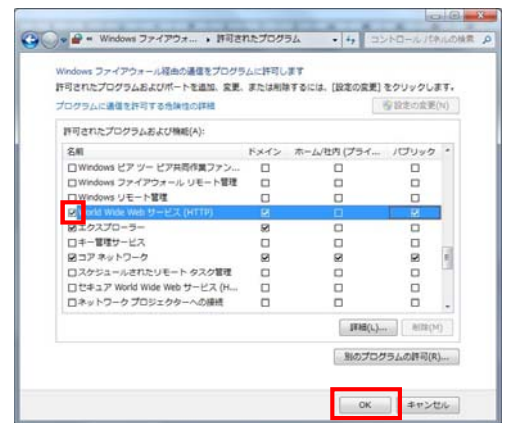 Windows ファイアウォ... 許可されたプログラム コントロール パネルの検索
Windows ファイアウォール経由の通信をプログラムに許可します
許可されたプログラムおよびポートを追加、変更、または削除するには、[設定の変更] をクリックします。
プログラムに通信を許可する危険性の詳細 設定の変更(N)
許可されたプログラムおよび機能(A):
名前 ドメイン ホーム/社内 (プライ... パブリック
Windows ピア ツー ピア共同作業ファン...
Windows ファイアウォール リモート管理
Windows リモート管理
World Wide Web サービス (HTTP)
エクスプローラー
キー管理サービス
コア ネットワーク
スケジュールされたリモート タスク管理
セキュア World Wide Web サービス (H...
ネットワーク プロジェクターへの接続
詳細(L)... 削除(M)
別のプログラムの許可(R)...
OK キャンセル